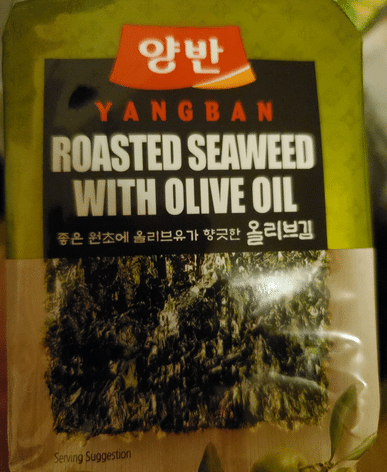 양반
YANGBAN
ROASTED SEAWEED
WITH OLIVE OIL
좋은 원초에 올리브유가 향긋한 올리브김
Serving Suggestion